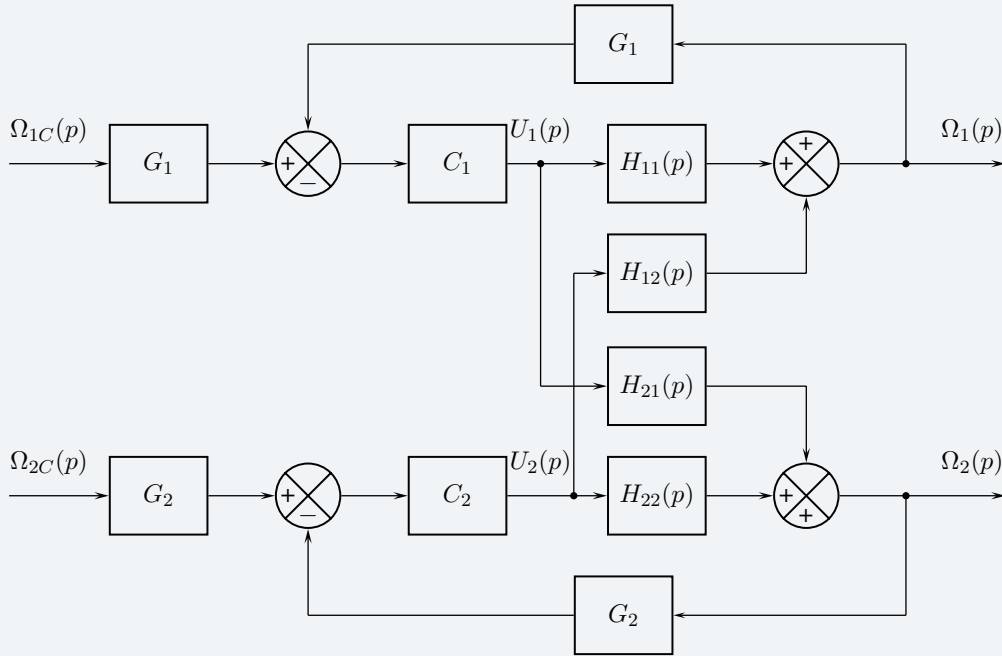 G₁
Ω₁C(p)
G₁
+
−
C₁
U₁(p)
H₁₁(p)
+
+
Ω₁(p)
H₁₂(p)
H₂₁(p)
Ω₂C(p)
G₂
+
−
C₂
U₂(p)
H₂₂(p)
+
+
Ω₂(p)
G₂